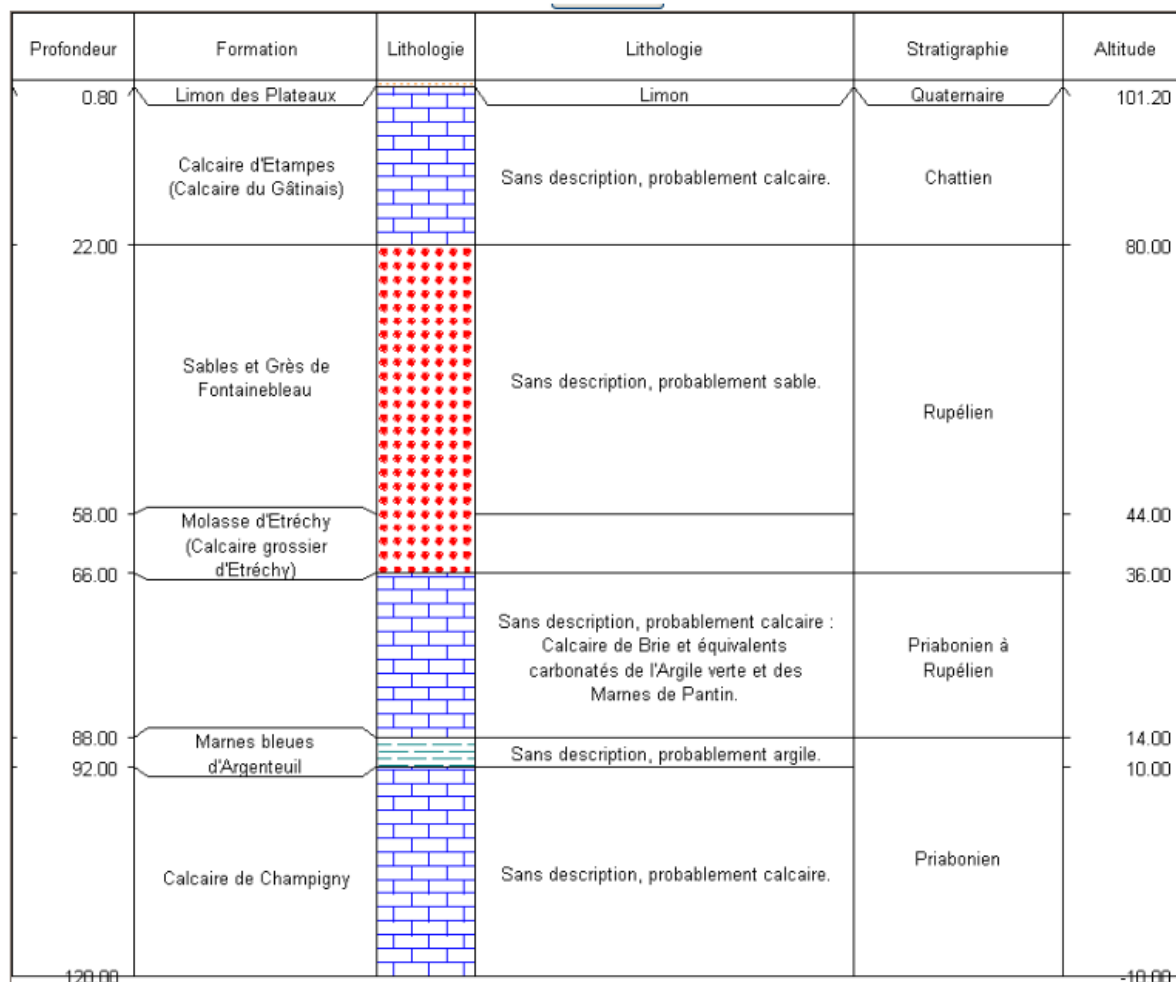 Profondeur Formation Lithologie Lithologie Stratigraphie Altitude
0.80 Limon des Plateaux Limon Quaternaire 101.20
Calcaire d'Etampes
(Calcaire du Gâtinais)
Sans description, probablement calcaire.
Chattien
22.00 80.00
Sables et Grès de
Fontainebleau
Sans description, probablement sable.
Rupélien
58.00 44.00
Molasse d'Etréchy
(Calcaire grossier
d'Etréchy)
66.00 36.00
Sans description, probablement calcaire :
Calcaire de Brie et équivalents
carbonatés de l'Argile verte et des
Marnes de Pantin.
Priabonien à
Rupélien
88.00 14.00
Marnes bleues
d'Argenteuil
Sans description, probablement argile.
92.00 10.00
Calcaire de Champigny
Sans description, probablement calcaire.
Priabonien
120.00 -10.00